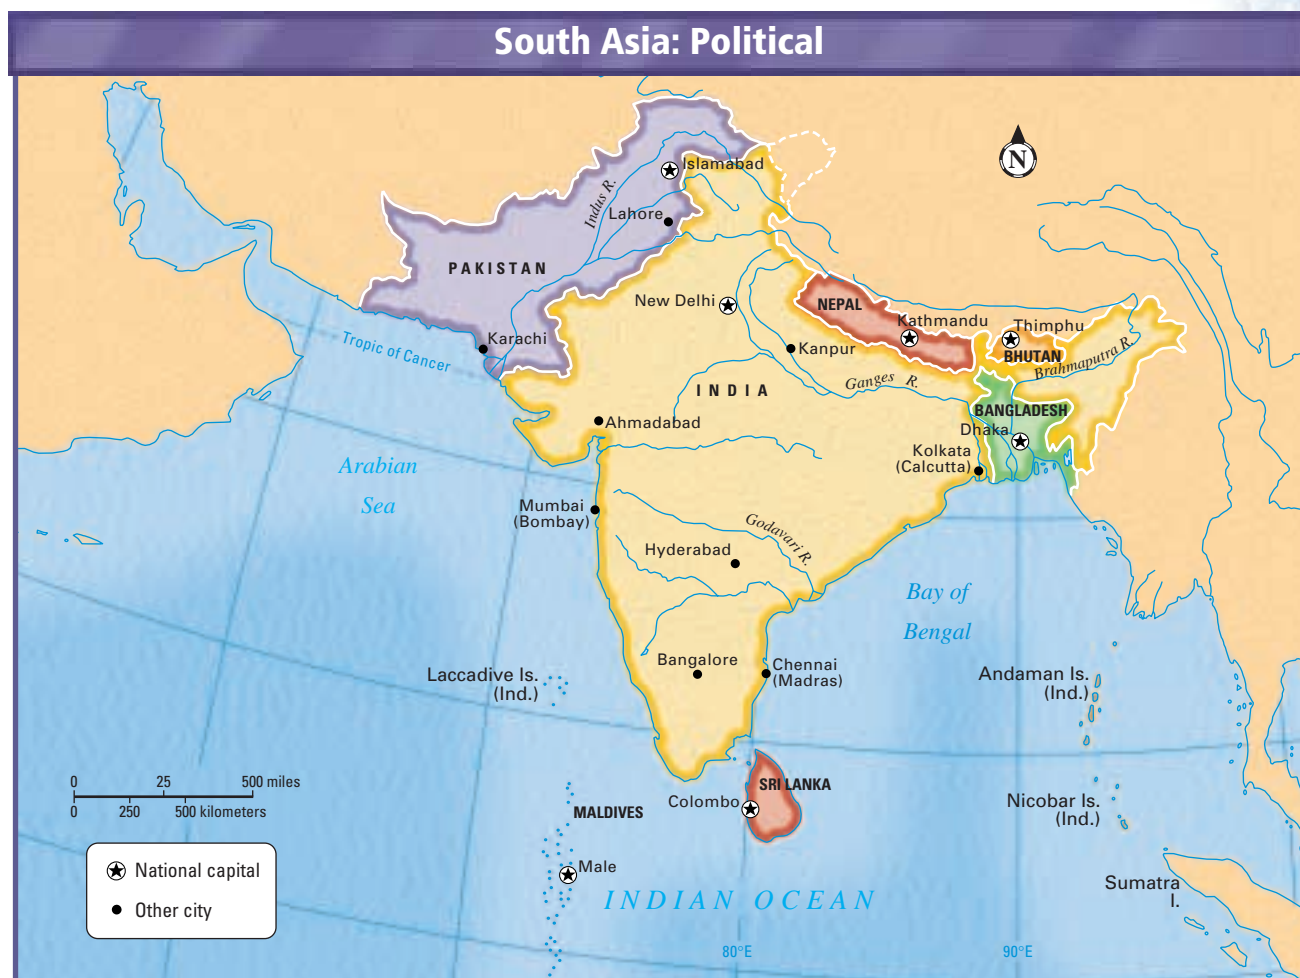 South Asia: Political
N
Islamabad
Indus R.
Lahore
PAKISTAN
New Delhi
NEPAL
Kathmandu
Thimphu
BHUTAN
Brahmaputra R.
Karachi
Tropic of Cancer
Kanpur
Ganges R.
INDIA
BANGLADESH
Dhaka
Ahmadabad
Kolkata
(Calcutta)
Arabian
Sea
Mumbai
(Bombay)
Godavari R.
Hyderabad
Bay of
Bengal
Bangalore
Chennai
(Madras)
Laccadive Is.
(Ind.)
Andaman Is.
(Ind.)
0 25 500 miles
0 250 500 kilometers
MALDIVES
Colombo
SRI LANKA
Nicobar Is.
(Ind.)
National capital
Other city
Male
INDIAN OCEAN
Sumatra
I.
80°E
90°E